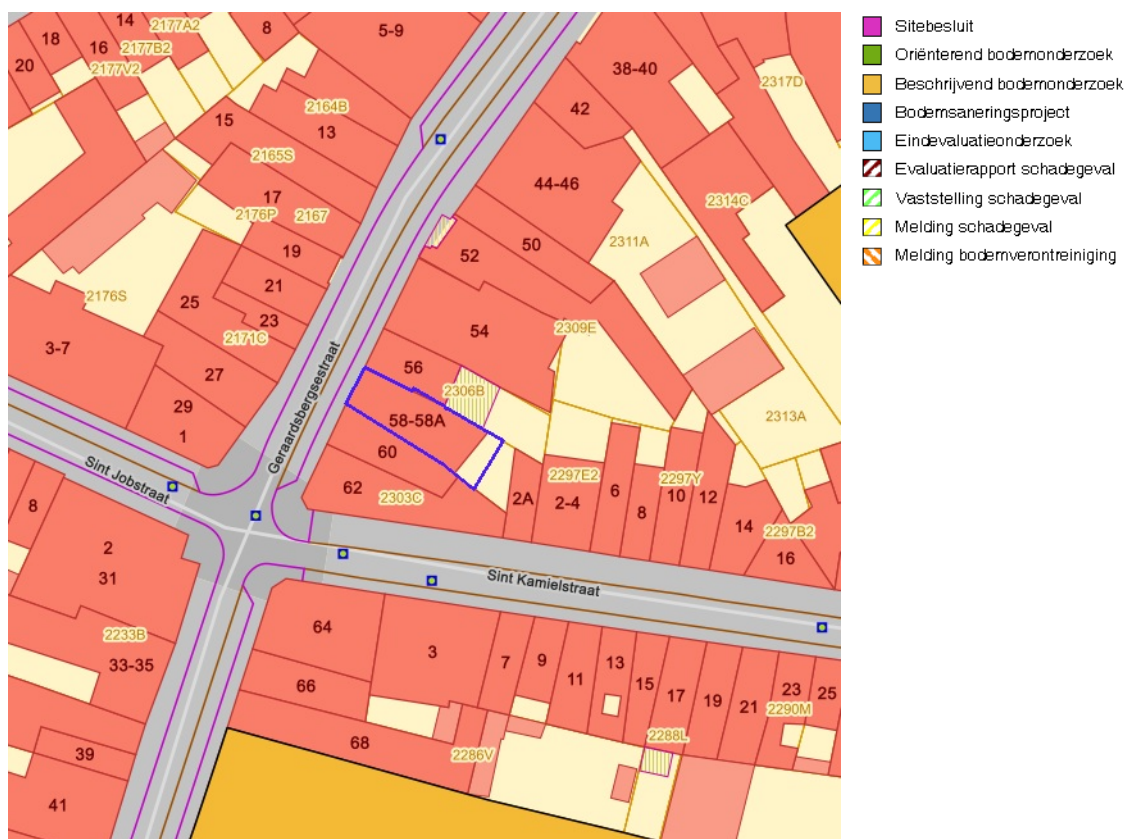 14
2177A2
8
5-9
18
16
2177B2
20
2177V2
38-40
2317D
42
2164B
15
13
2165S
44-46
17
2176P
2167
2314C
50
2311A
19
52
21
2176S
25
23
2171C
54
2309E
3-7
Geraardsbergsestraat
56
2306B
27
58-58A
2313A
29
1
60
Sint Jobstraat
62
2303C
2A
2297E2
2-4
6
2297Y
8
10
12
14
2297B2
16
8
2
31
Sint Kamielstraat
2233B
33-35
64
3
7
9
11
13
15
17
19
21
23
25
2290M
66
68
2286V
2288L
39
41
Sitebesluit
Oriënterend bodemonderzoek
Beschrijvend bodemonderzoek
Bodemsaneringsproject
Eindevaluatieonderzoek
Evaluatierapport schadegeval
Vaststelling schadegeval
Melding schadegeval
Melding bodemverontreiniging